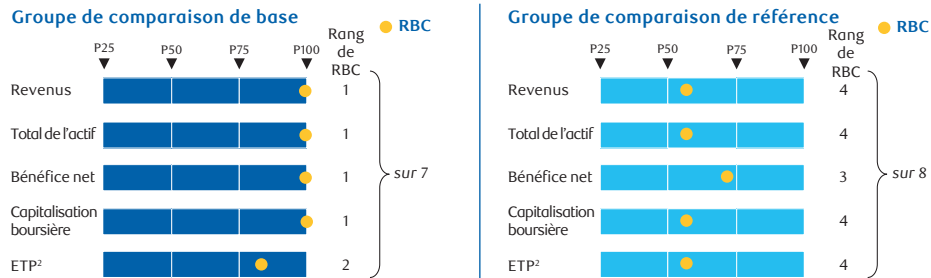 Groupe de comparaison de base
RBC
P25 P50 P75 P100
Rang
de
RBC
Revenus 1
Total de l'actif 1
Bénéfice net 1
Capitalisation
boursière 1
ETP² 2
sur 7
Groupe de comparaison de référence
RBC
P25 P50 P75 P100
Rang
de
RBC
Revenus 4
Total de l'actif 4
Bénéfice net 3
Capitalisation
boursière 4
ETP² 4
sur 8